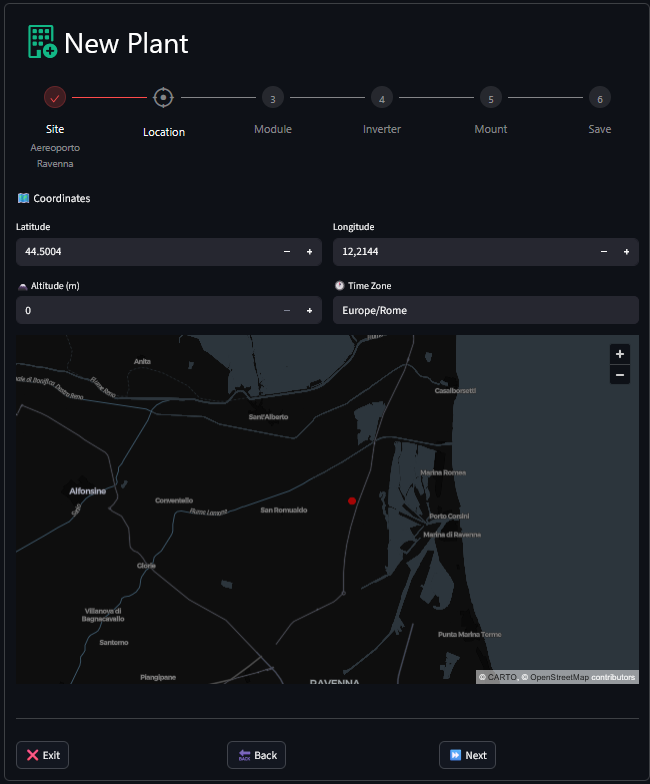 New Plant
3
4
5
6
Site
Location
Module
Inverter
Mount
Save
Aereoporto
Ravenna
Coordinates
Latitude
Longitude
44.5004
−
+
12,2144
−
+
Altitude (m)
Time Zone
0
−
+
Europe/Rome
+
−
Anita
Fiume Reno
Casalborsetti
Sant'Alberto
Marina Romea
Alfonsine
Conventello
Fiume Lamone
San Romualdo
Porto Corsini
Marina di Ravenna
Glorie
Villanova di
Bagnacavallo
Punta Marina Terme
Santerno
Piangipane
RAVENNA
© CARTO, © OpenStreetMap contributors
Exit
BACK
Back
Next